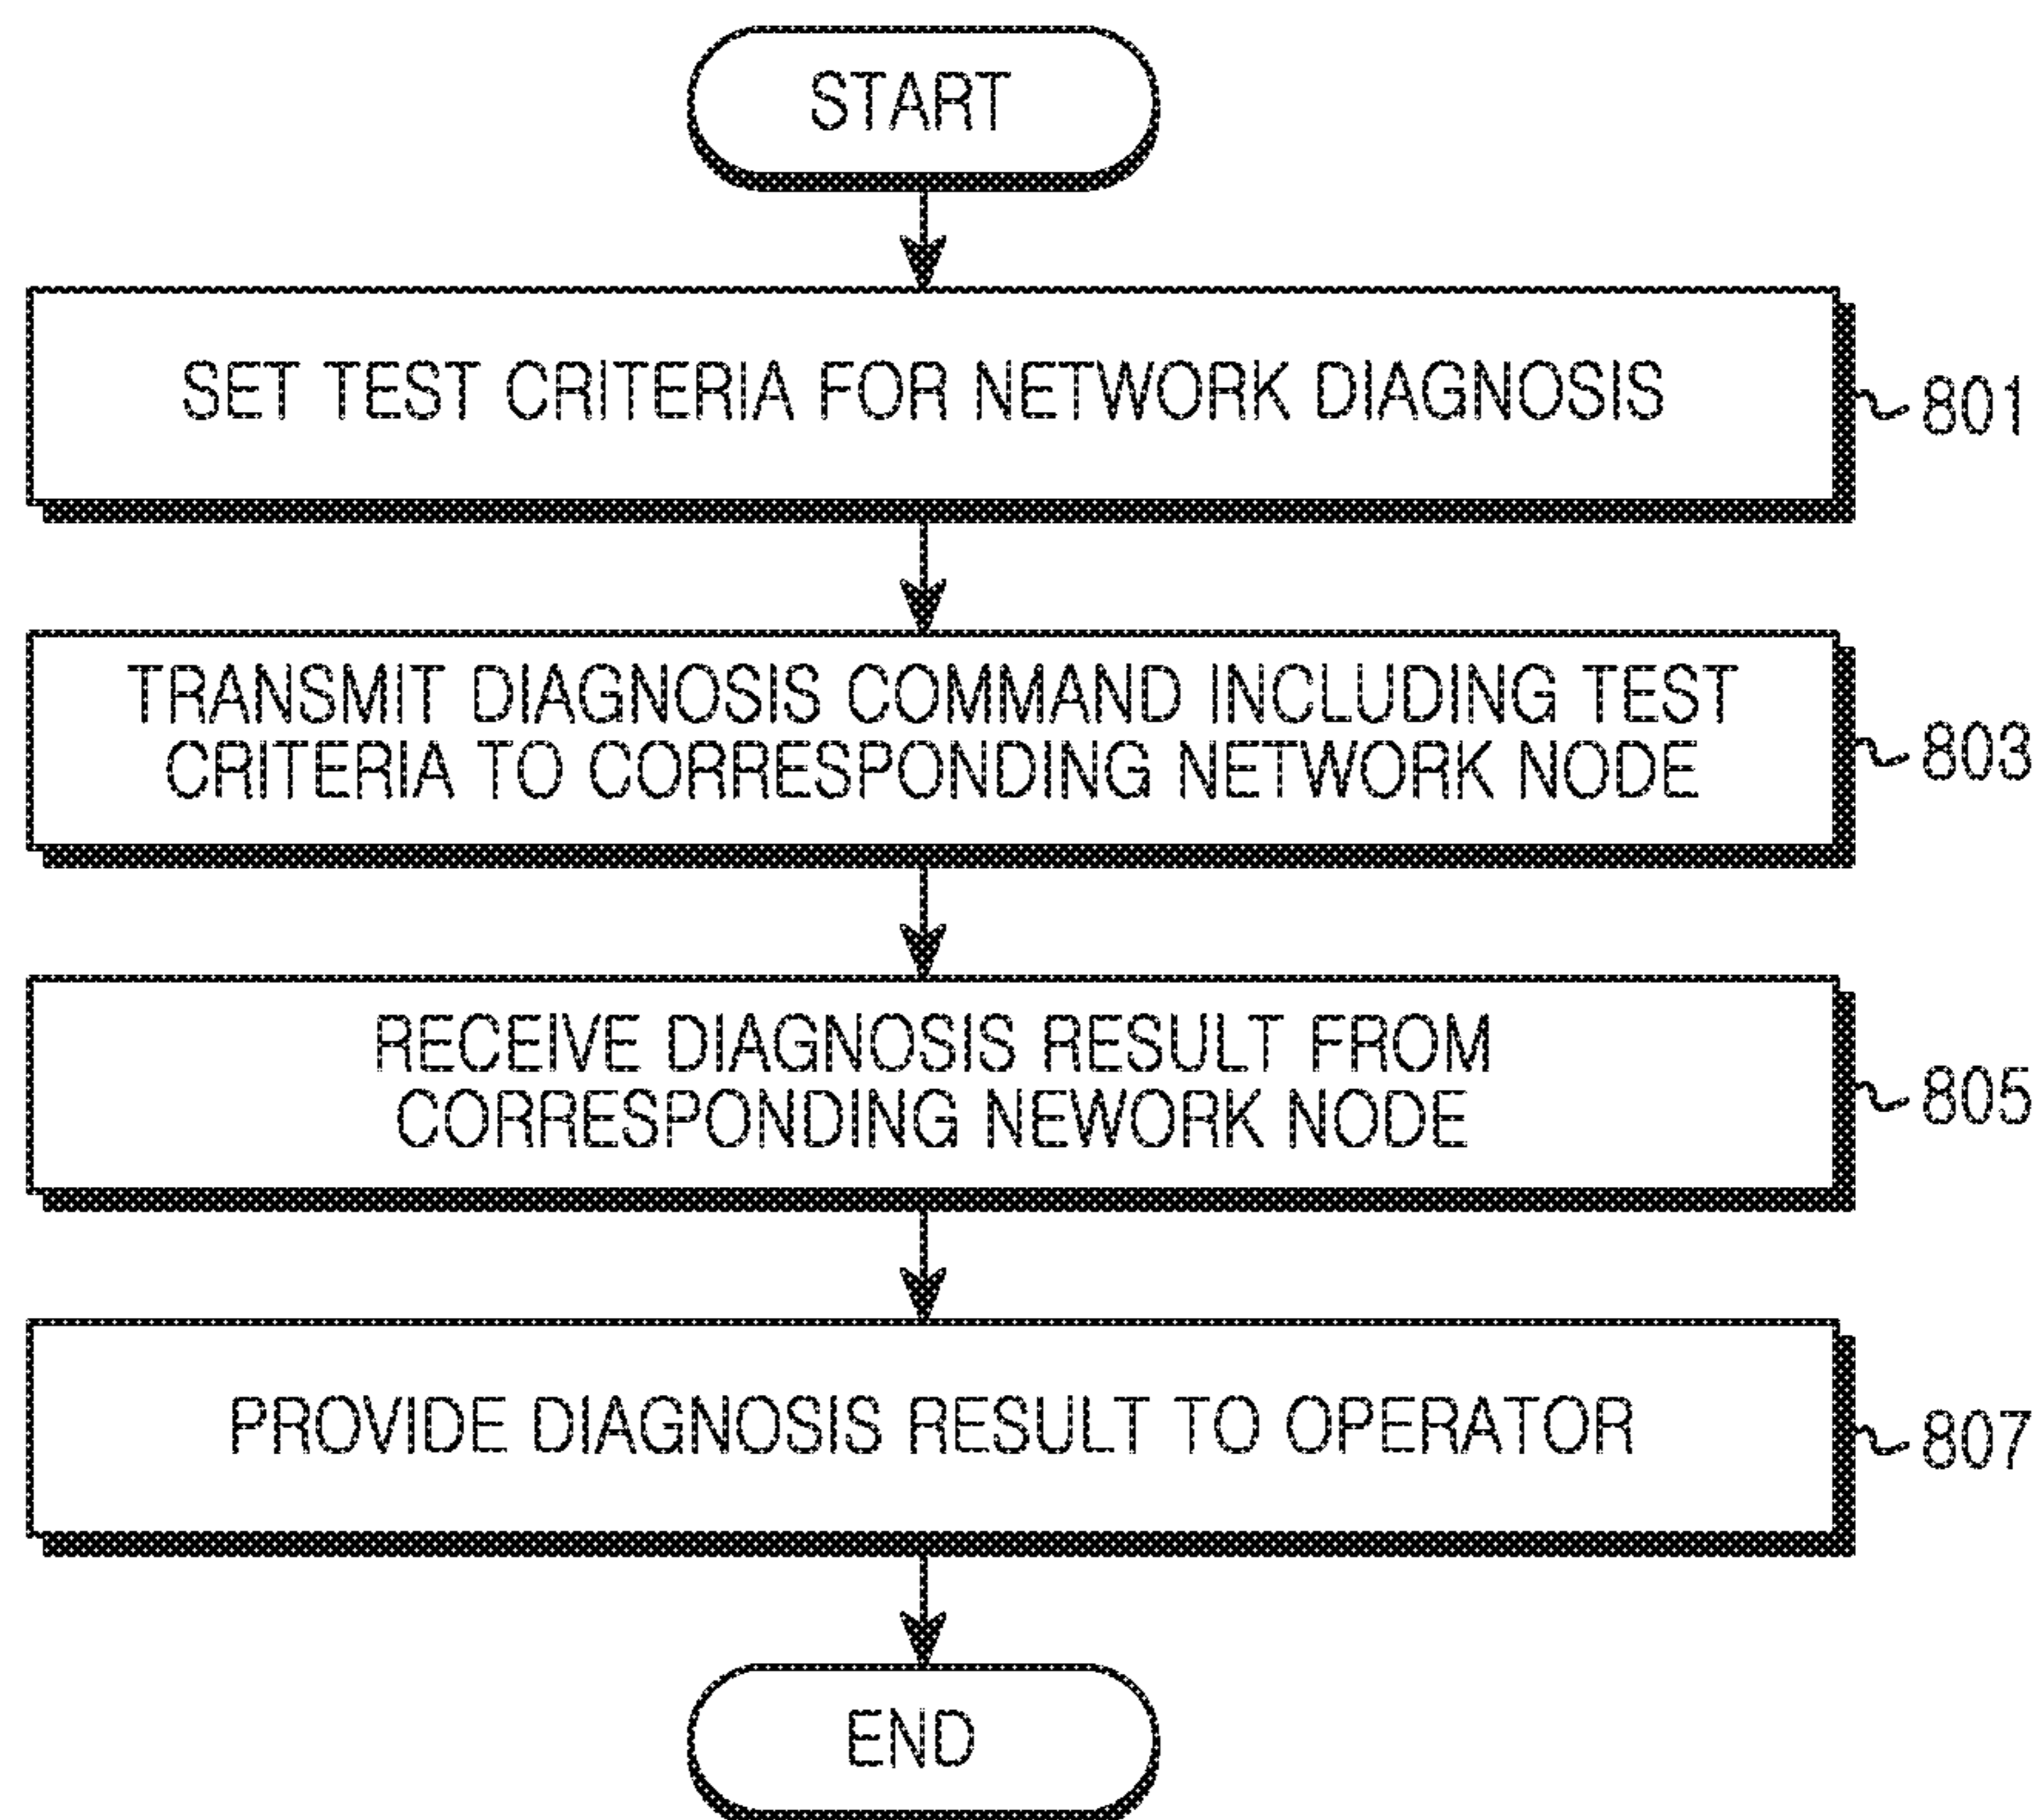 START
SET TEST CRITERIA FOR NETWORK DIAGNOSIS
801
TRANSMIT DIAGNOSIS COMMAND INCLUDING TEST
CRITERIA TO CORRESPONDING NETWORK NODE
803
RECEIVE DIAGNOSIS RESULT FROM
CORRESPONDING NEWORK NODE
805
PROVIDE DIAGNOSIS RESULT TO OPERATOR
807
END